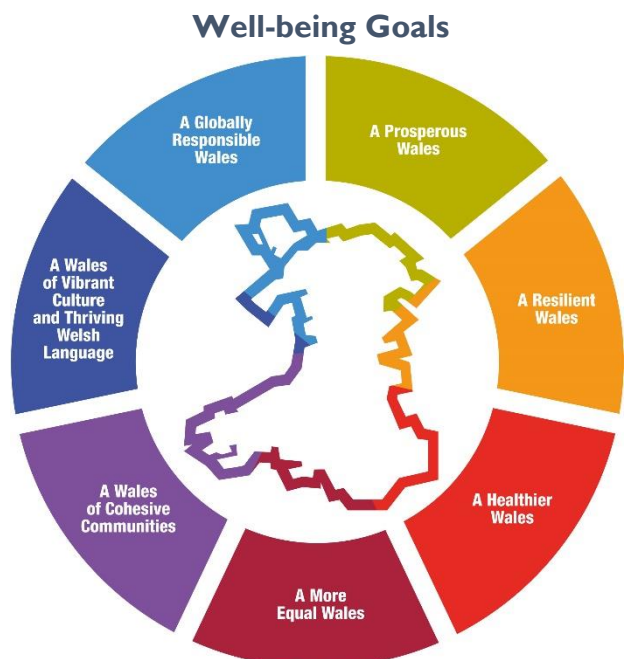 Well-being Goals
A Globally
Responsible
Wales
A Prosperous
Wales
A Resilient
Wales
A Healthier
Wales
A More
Equal Wales
A Wales
of Cohesive
Communities
A Wales
of Vibrant
Culture
and Thriving
Welsh
Language